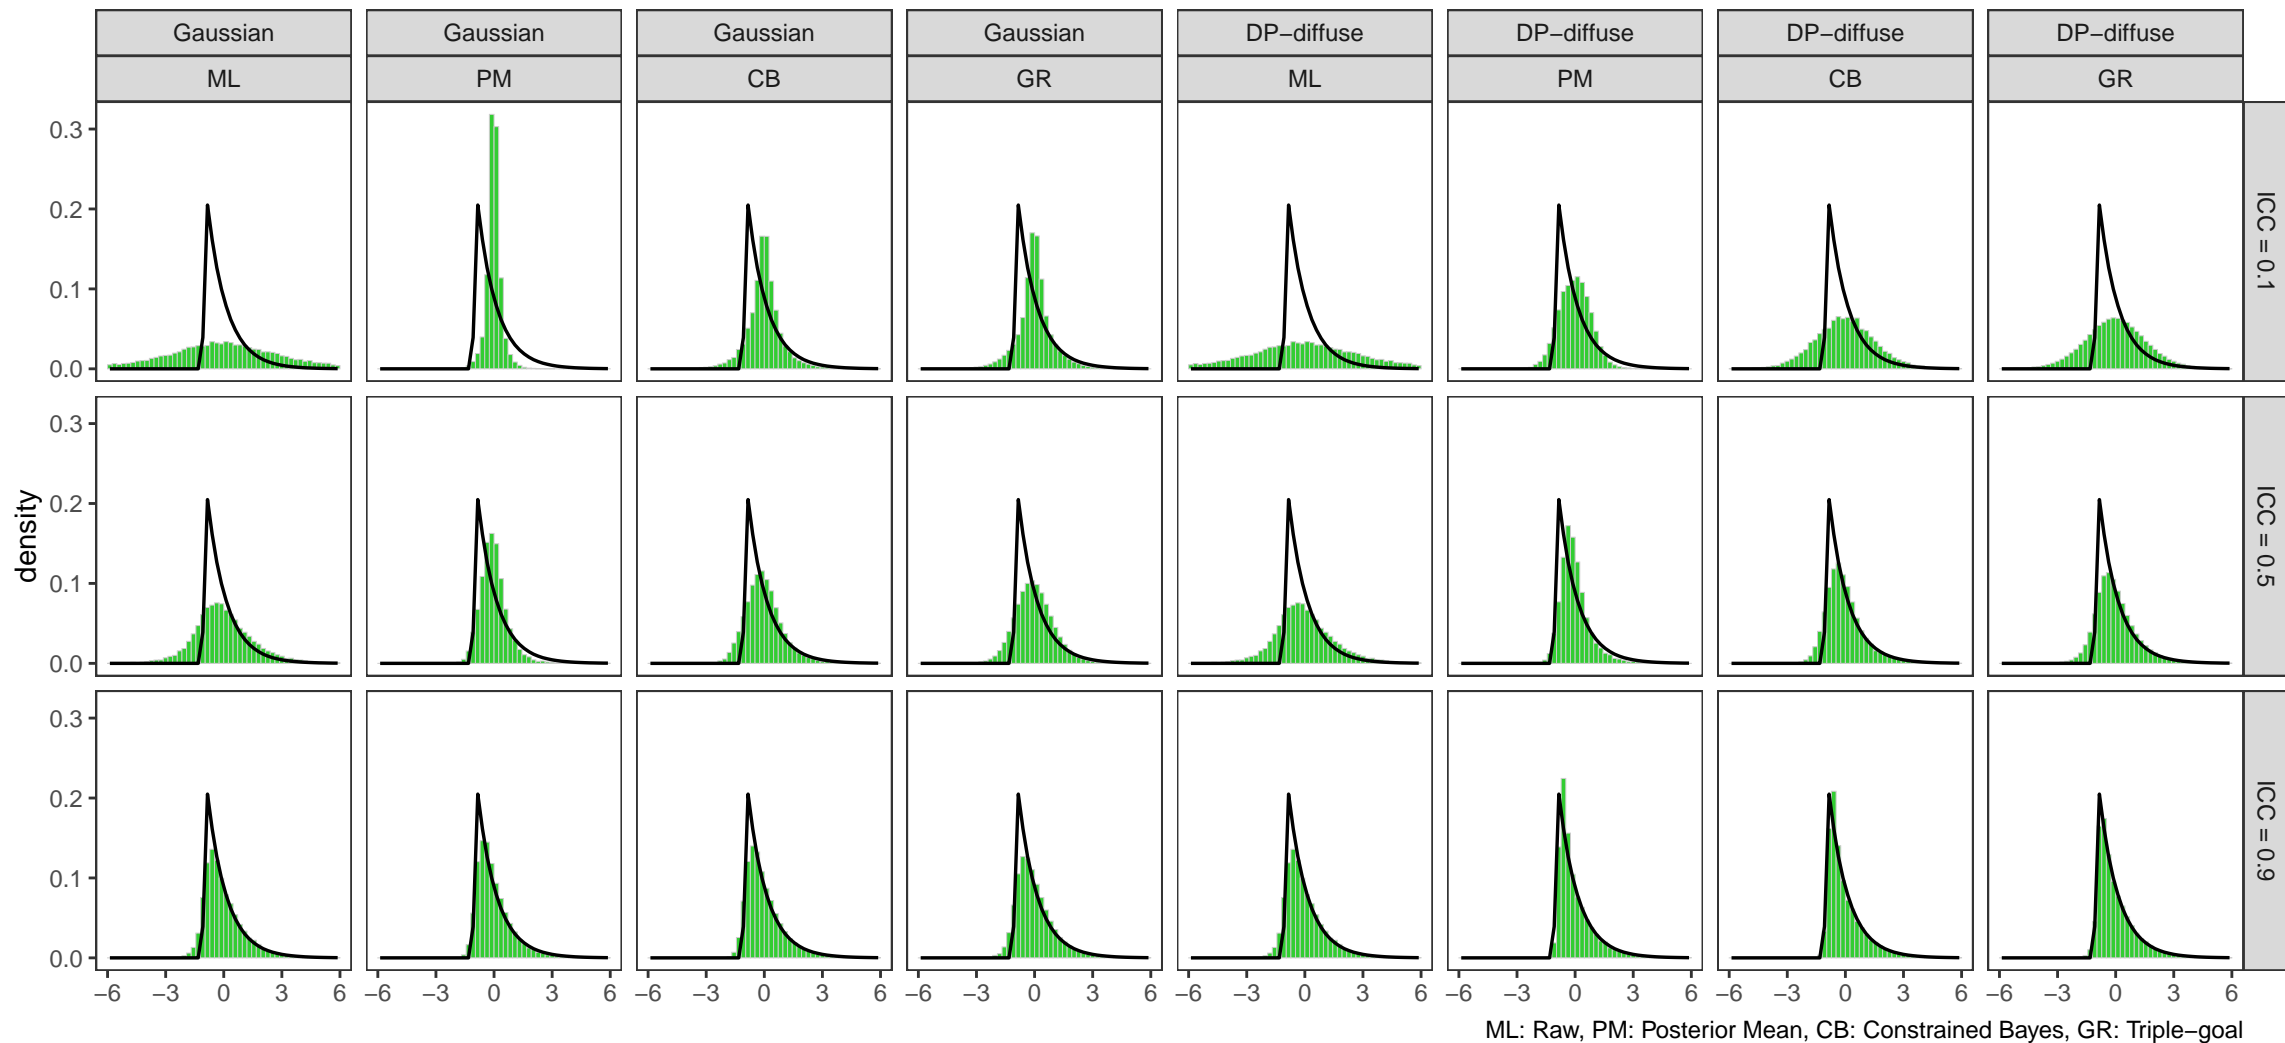 Gaussian Gaussian Gaussian Gaussian DP−diffuse DP−diffuse DP−diffuse DP−diffuse
ML PM CB GR ML PM CB GR
0.3
0.2
0.1
0.0
ICC = 0.1
density
0.3
0.2
0.1
0.0
ICC = 0.5
0.3
0.2
0.1
0.0
ICC = 0.9
−6 −3 0 3 6 −6 −3 0 3 6 −6 −3 0 3 6 −6 −3 0 3 6 −6 −3 0 3 6 −6 −3 0 3 6 −6 −3 0 3 6 −6 −3 0 3 6
ML: Raw, PM: Posterior Mean, CB: Constrained Bayes, GR: Triple−goal